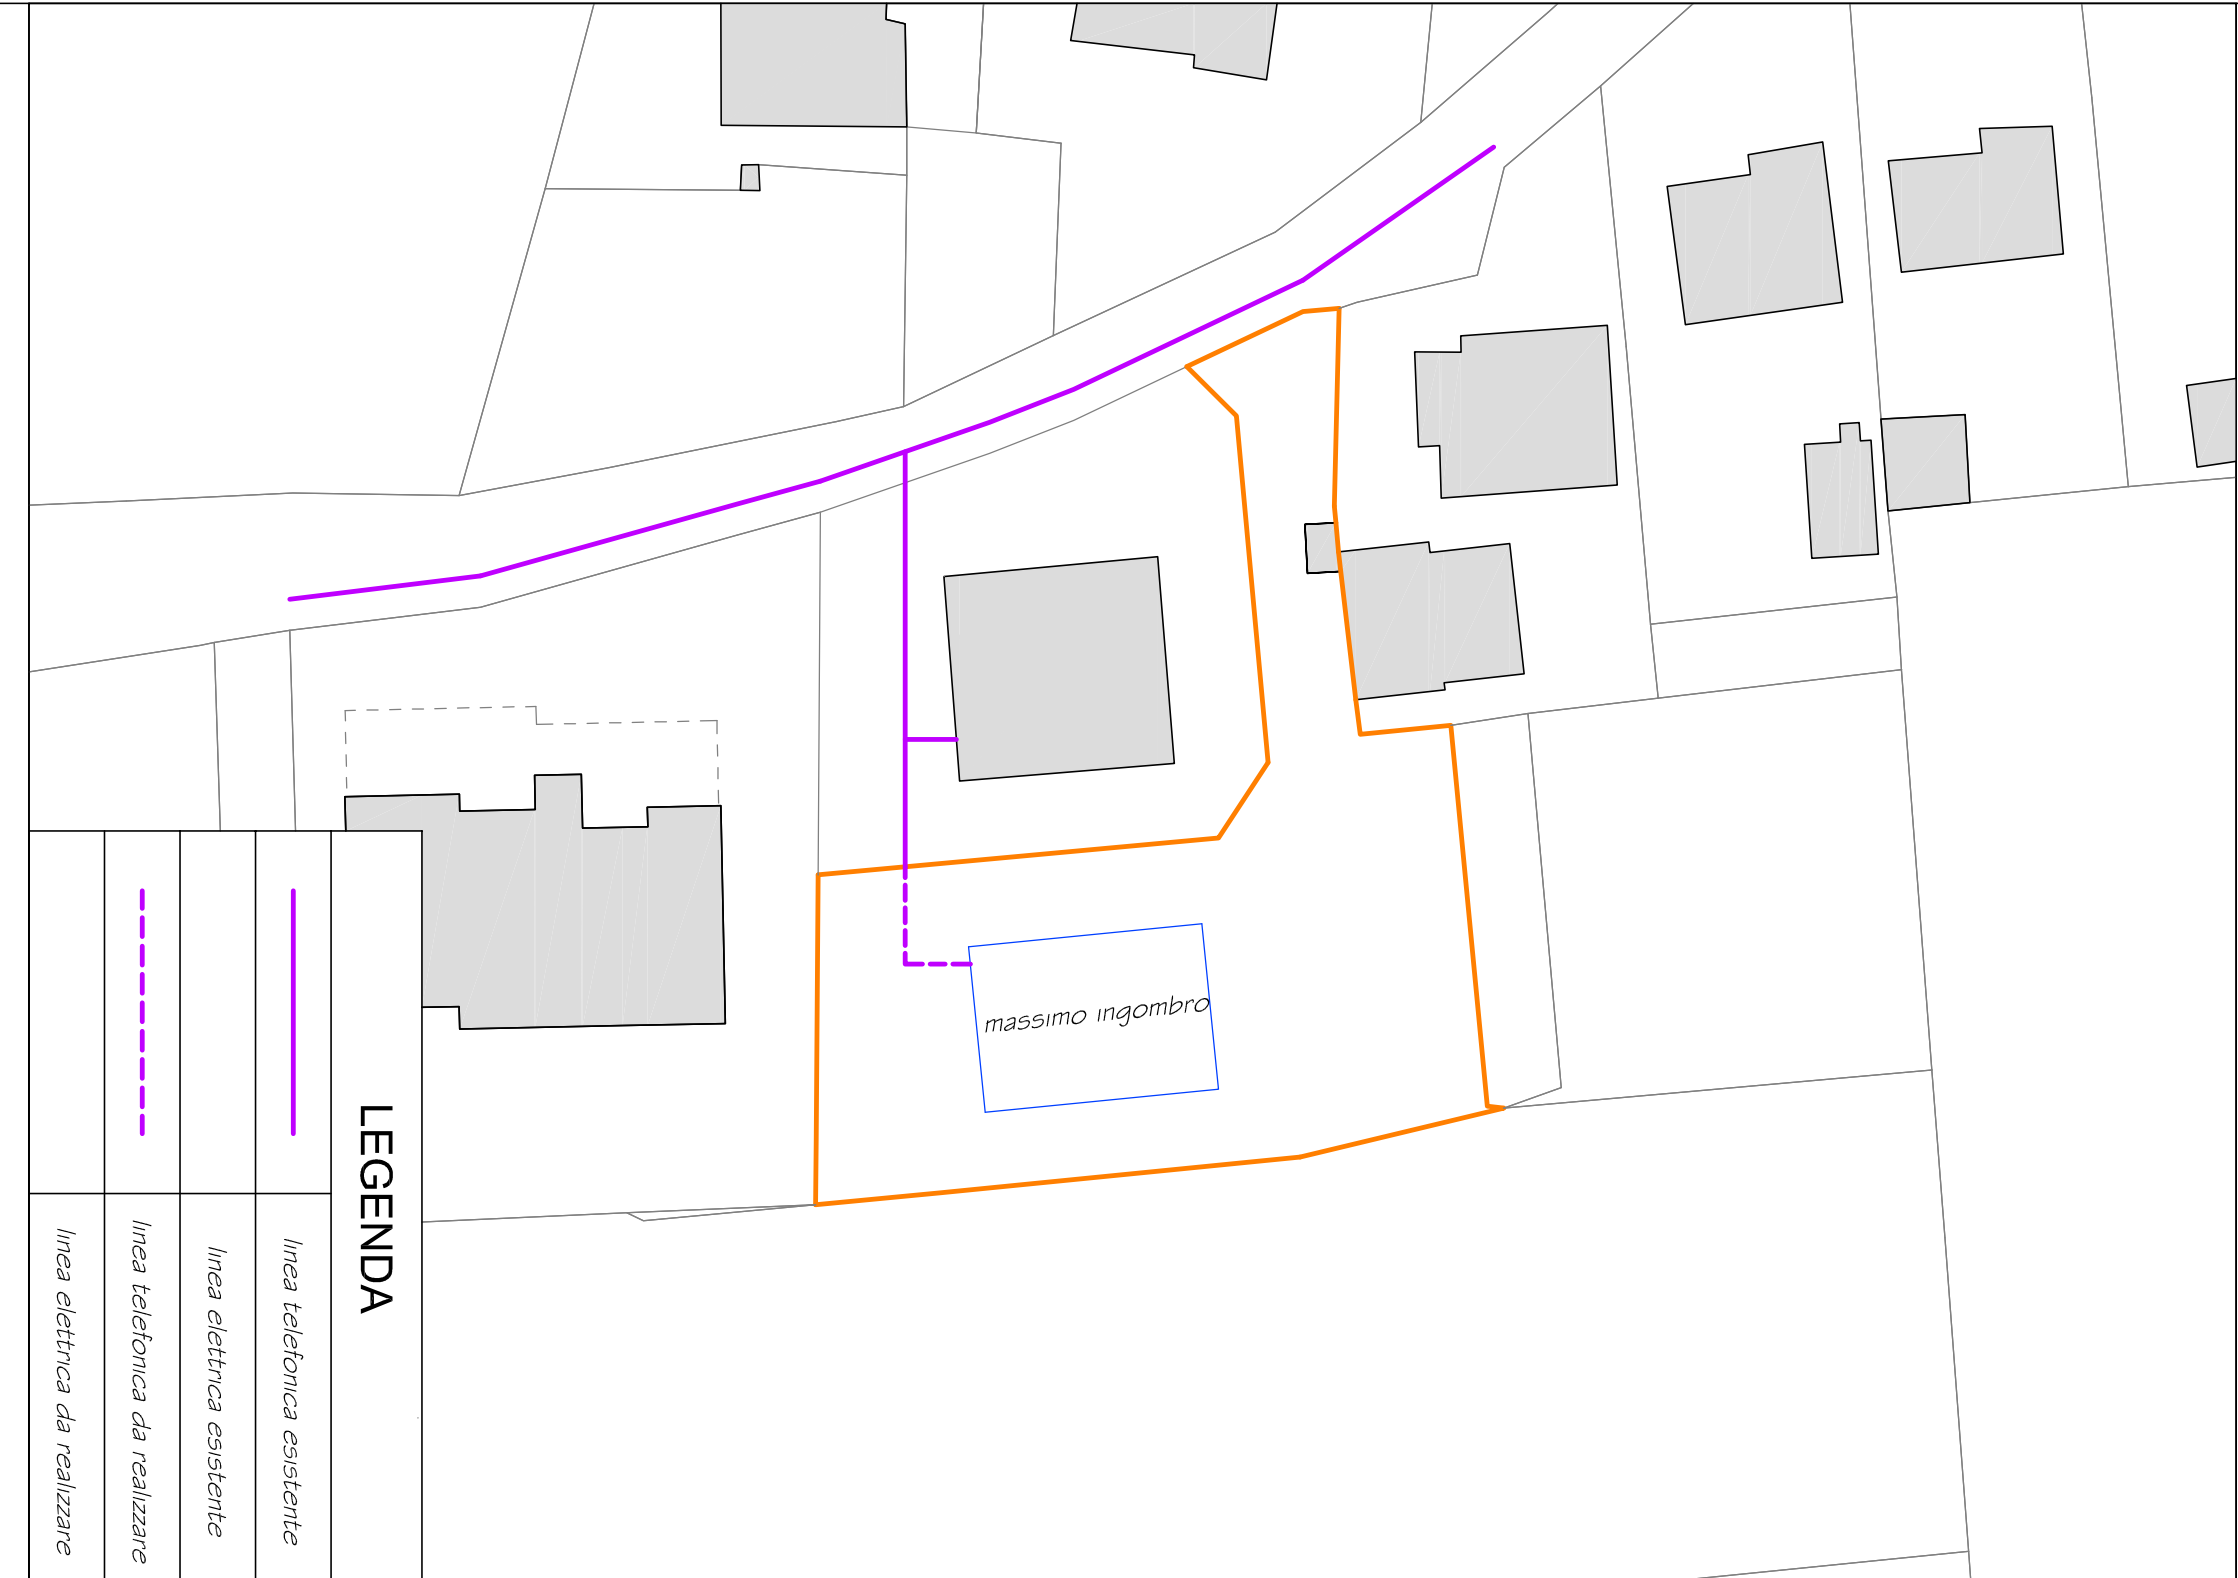 massimo ingombro
LEGENDA
linea telefonica esistente
linea elettrica esistente
linea telefonica da realizzare
linea elettrica da realizzare